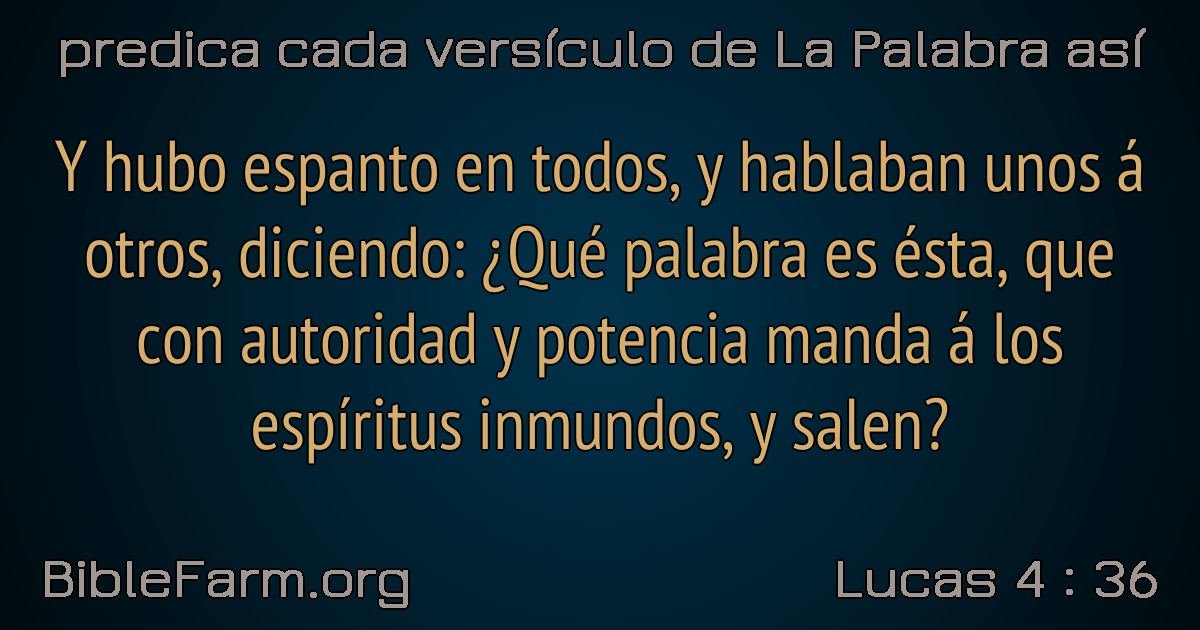 predica cada versículo de La Palabra así
Y hubo espanto en todos, y hablaban unos á
otros, diciendo: ¿Qué palabra es ésta, que
con autoridad y potencia manda á los
espíritus inmundos, y salen?
BibleFarm.org
Lucas 4 : 36